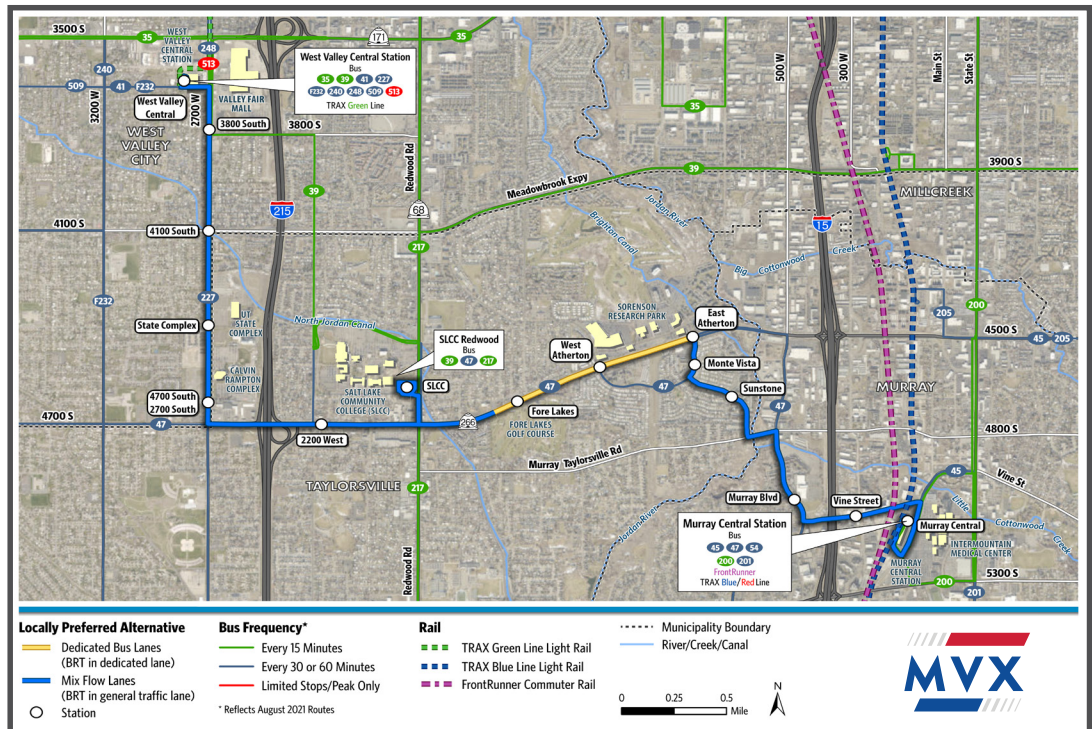 3500 S
35
171
35
WEST
VALLEY
CENTRAL
STATION
248
513
240
509
41
F232
3200 W
2700 W
West Valley
Central
VALLEY FAIR
MALL
West Valley Central Station
Bus
35 39 41 227
F232 240 248 509 513
TRAX Green Line
WEST
VALLEY
CITY
3800 South
3800 S
Redwood Rd
35
500 W
300 W
Main St
State St
3900 S
39
215
68
Meadowbrook Expy
39
Jordan River
MILLCREEK
15
4100 S
4100 South
217
Brighton Canal
Big Cottonwood Creek
F232
227
UT
STATE
COMPLEX
State Complex
North Jordan Canal
SORENSON
RESEARCH PARK
East
Atherton
200
205
4500 S
45
205
SLCC Redwood
Bus
39 47 217
West
Atherton
Monte Vista
CALVIN
RAMPTON
COMPLEX
SALT LAKE
COMMUNITY
COLLEGE (SLCC)
SLCC
47
47
Sunstone
MURRAY
4700 South
2700 South
4700 S
47
2200 West
266
Fore Lakes
FORE LAKES
GOLF COURSE
47
4800 S
Murray Taylorsville Rd
TAYLORSVILLE
217
Redwood Rd
Jordan River
Murray Blvd
Vine Street
45
Vine St
Little Cottonwood Creek
Murray Central
INTERMOUNTAIN
MEDICAL CENTER
MURRAY
CENTRAL
STATION
Murray Central Station
Bus
45 47 54
200 201
FrontRunner
TRAX Blue/Red Line
200
5300 S
201
Locally Preferred Alternative
Dedicated Bus Lanes
(BRT in dedicated lane)
Mix Flow Lanes
(BRT in general traffic lane)
Station
Bus Frequency*
Every 15 Minutes
Every 30 or 60 Minutes
Limited Stops/Peak Only
* Reflects August 2021 Routes
Rail
TRAX Green Line Light Rail
TRAX Blue Line Light Rail
FrontRunner Commuter Rail
Municipality Boundary
River/Creek/Canal
0 0.25 0.5
Mile
N
MVX